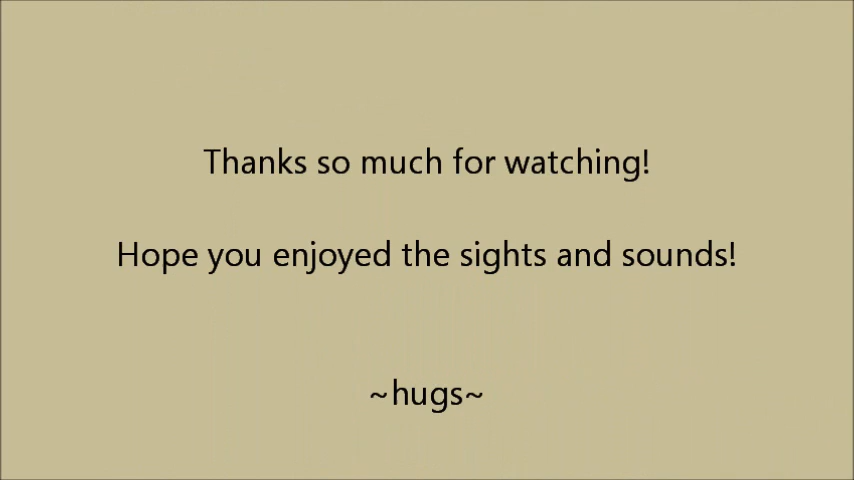 Thanks so much for watching!
Hope you enjoyed the sights and sounds!
~hugs~